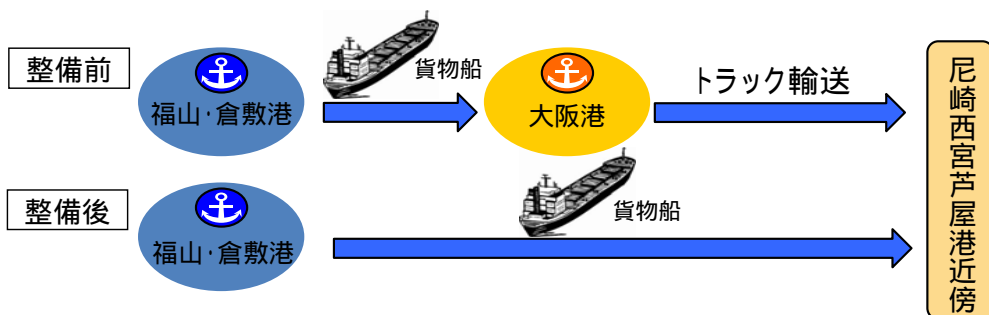 整備前
福山･倉敷港
貨物船
大阪港
トラック輸送
尼崎西宮芦屋港近傍
整備後
福山･倉敷港
貨物船